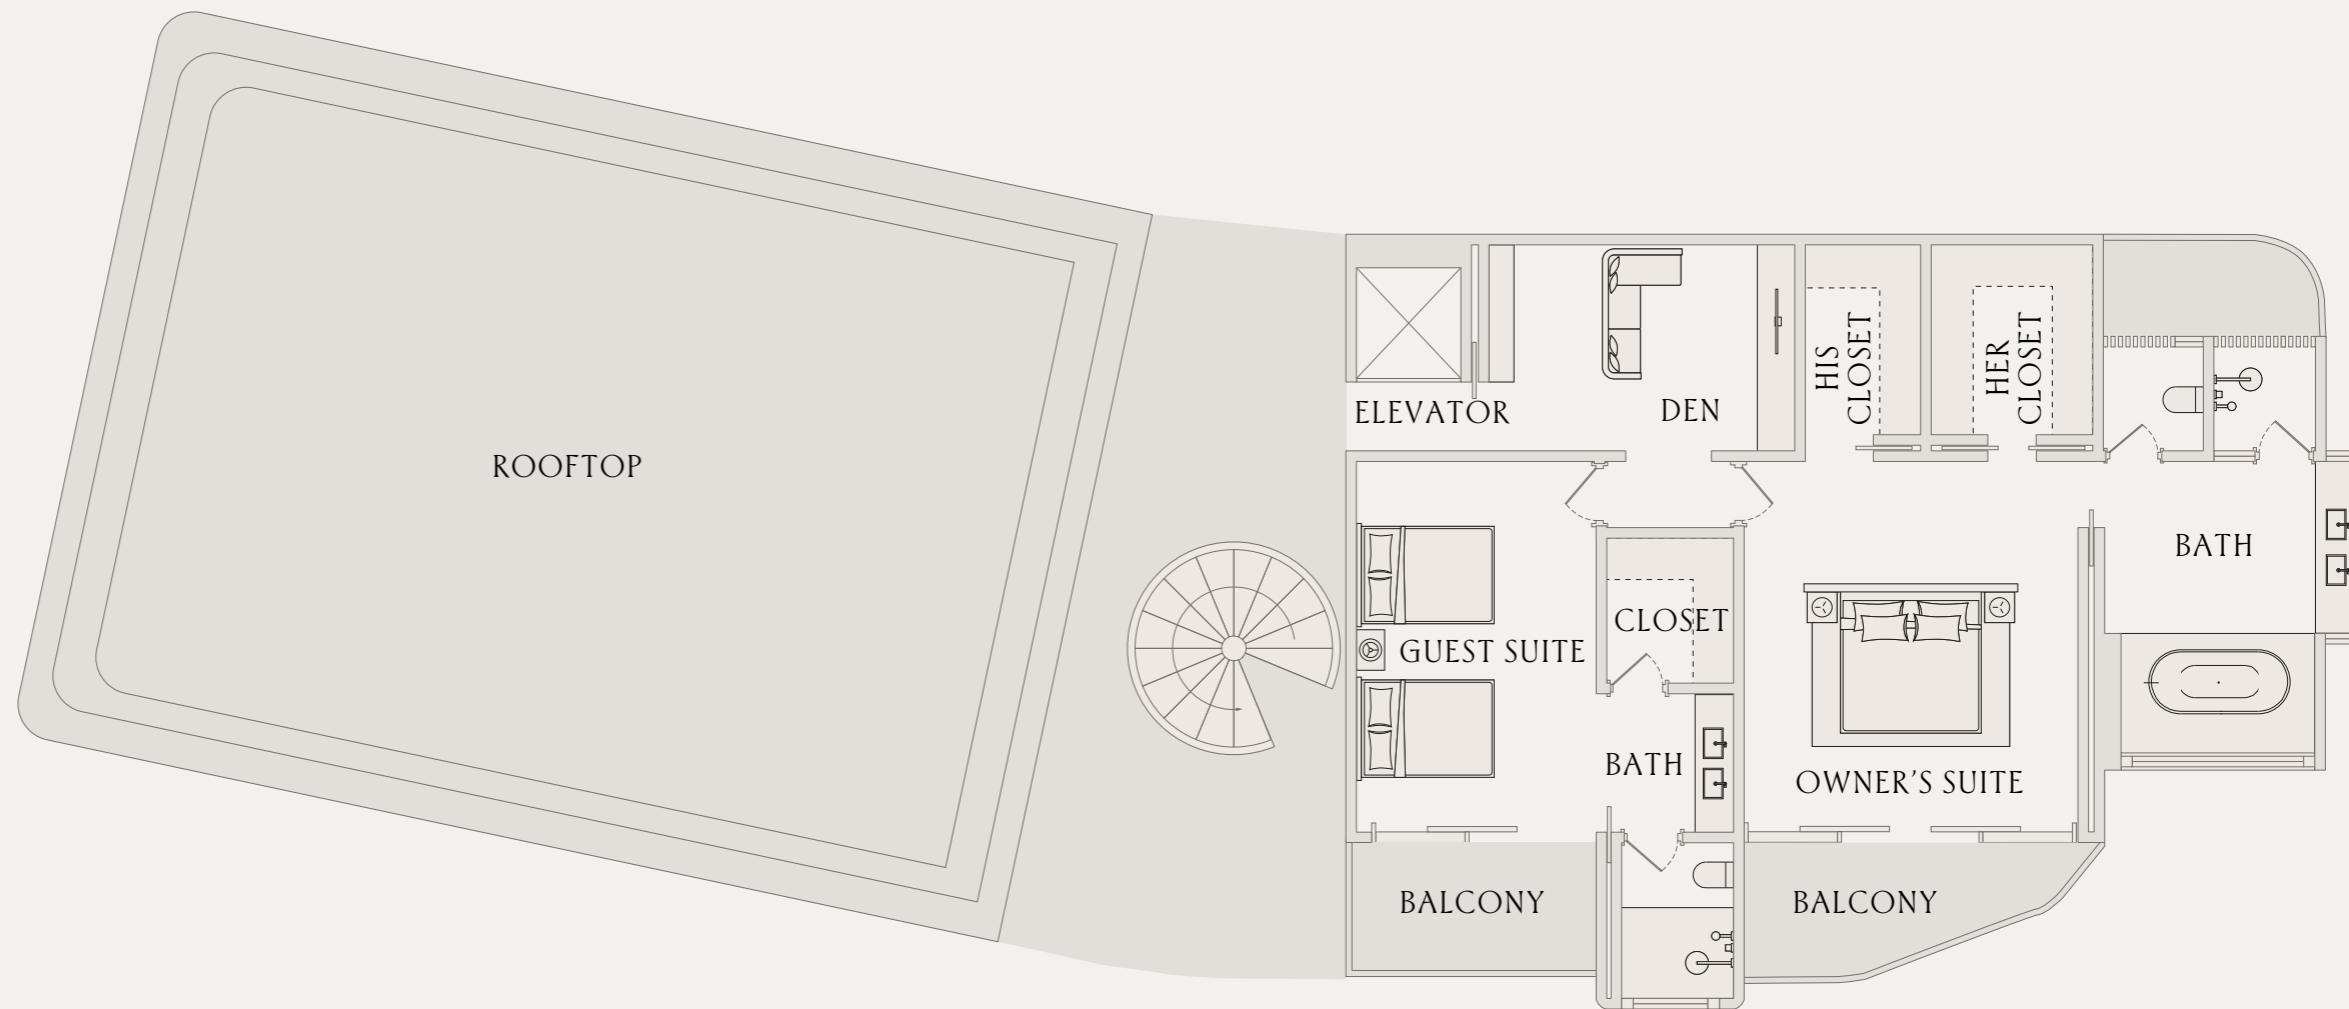 ROOFTOP
ELEVATOR
DEN
HIS
CLOSET
HER
CLOSET
BATH
CLOSET
GUEST SUITE
BATH
OWNER'S SUITE
BALCONY
BALCONY